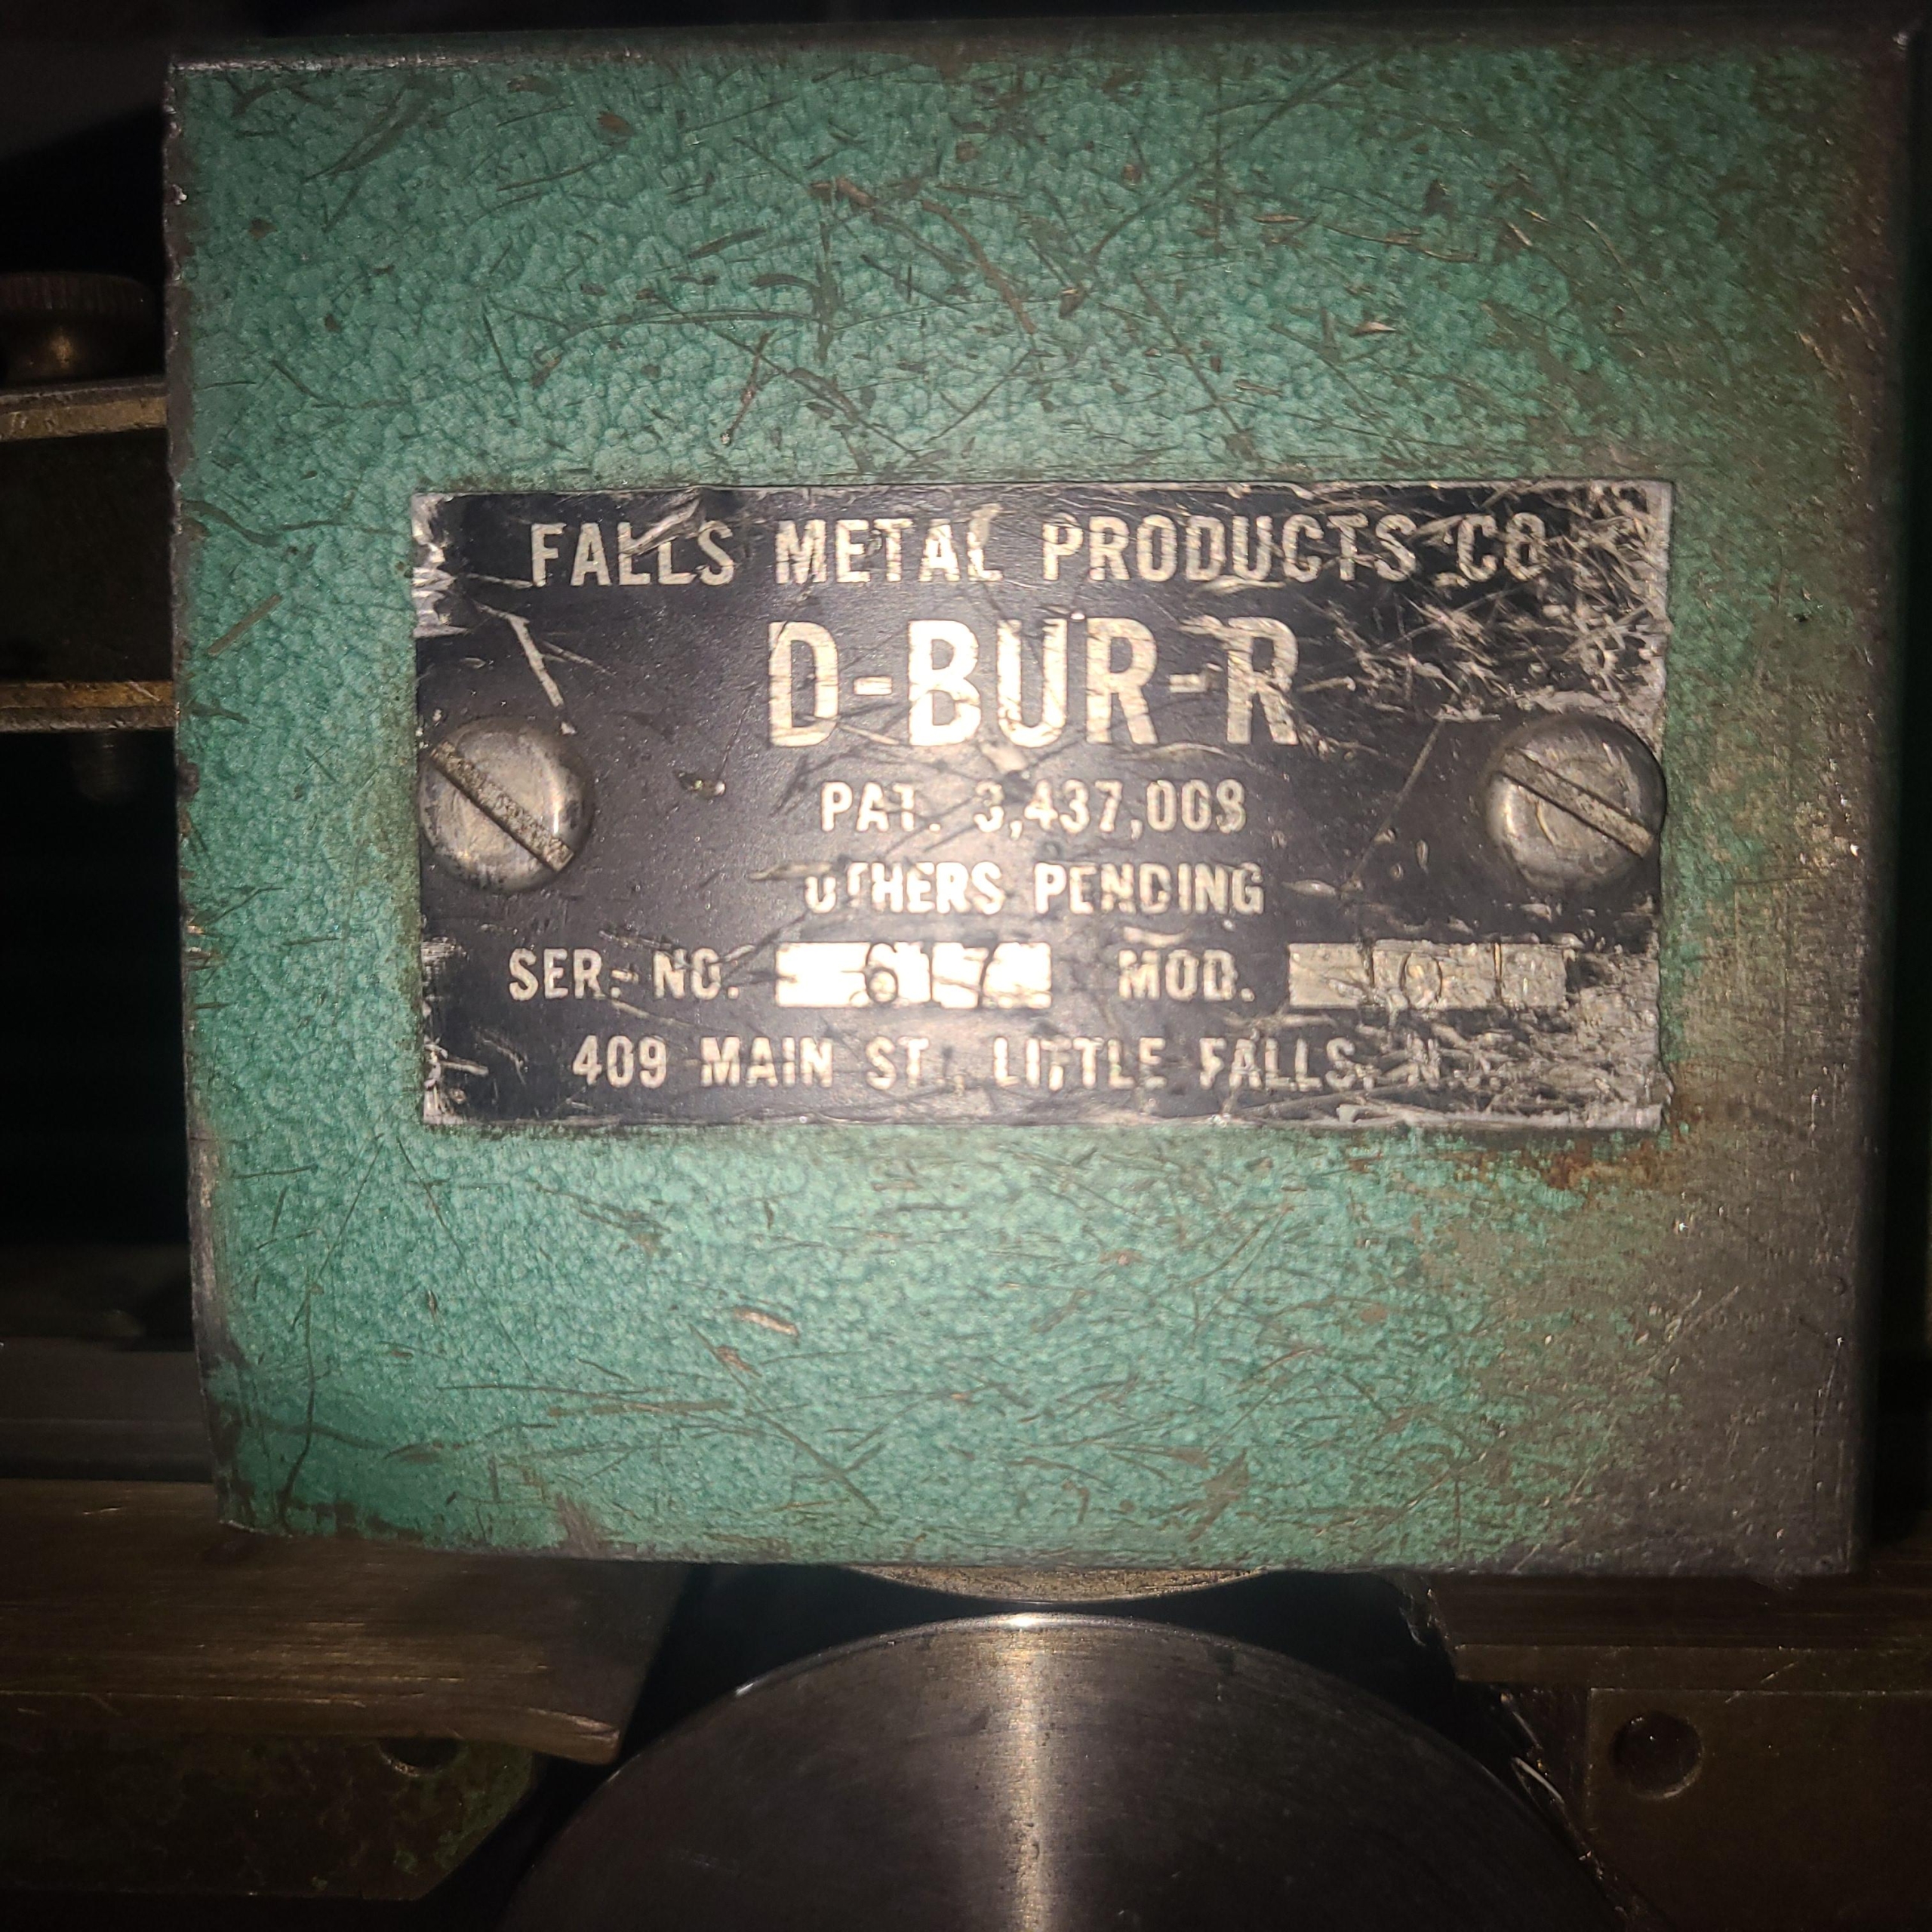 FALLS METAL PRODUCTS CO
D-BUR-R
PAT. 3,437,008
OTHERS PENDING
SER. NO. 617 MOD.
409 MAIN ST., LITTLE FALLS, N.J.